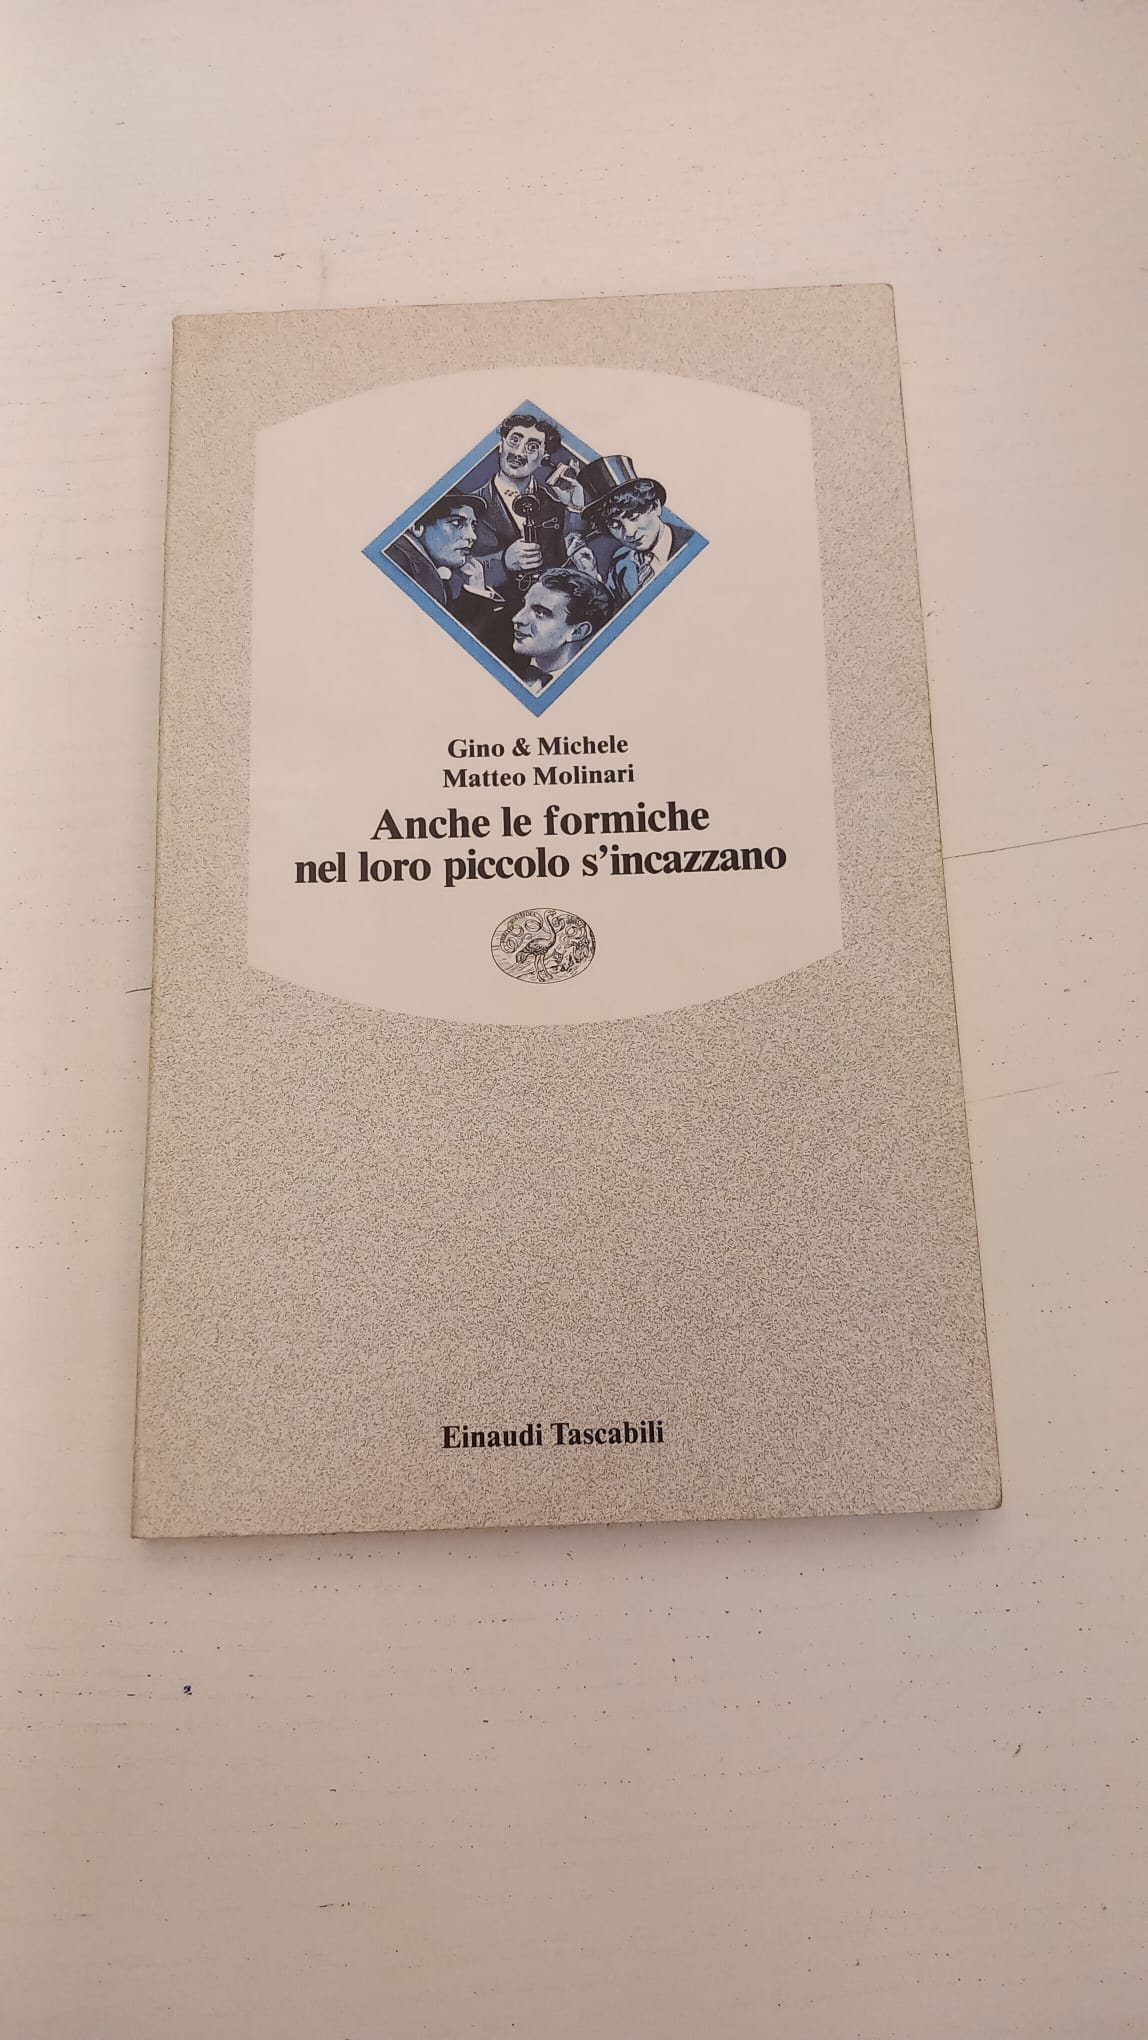 Gino & Michele
Matteo Molinari
Anche le formiche
nel loro piccolo s'incazzano
Einaudi Tascabili